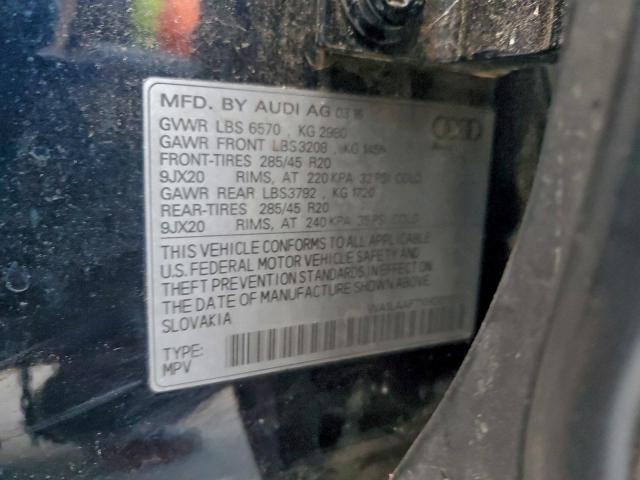 MFD. BY AUDI AG 03 16
GVWR LBS 6570 , KG 2980
GAWR FRONT LBS3208 , KG 1455
FRONT-TIRES 285/45 R20
9JX20 RIMS, AT 220 KPA 32 PSI COLD
GAWR REAR LBS3792 , KG 1720
REAR-TIRES 285/45 R20
9JX20 RIMS, AT 240 KPA 35 PSI COLD
THIS VEHICLE CONFORMS TO ALL APPLICABLE
U.S. FEDERAL MOTOR VEHICLE SAFETY AND
THEFT PREVENTION STANDARDS IN EFFECT ON
THE DATE OF MANUFACTURE SHOWN ABOVE.
SLOVAKIA
TYPE:
MPV